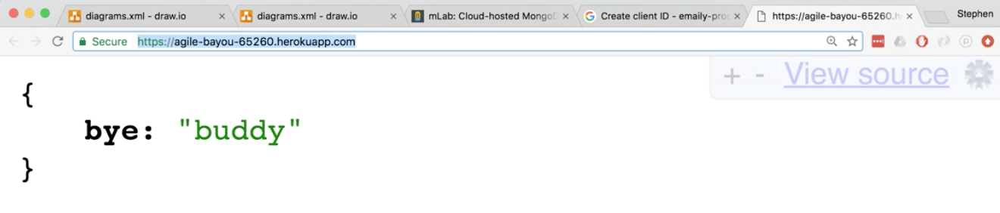 diagrams.xml - draw.io
diagrams.xml - draw.io
mLab: Cloud-hosted MongoD
Create client ID - emaily-pro
https://agile-bayou-65260.h
Stephen
Secure https://agile-bayou-65260.herokuapp.com
+ - View source
{
bye: "buddy"
}